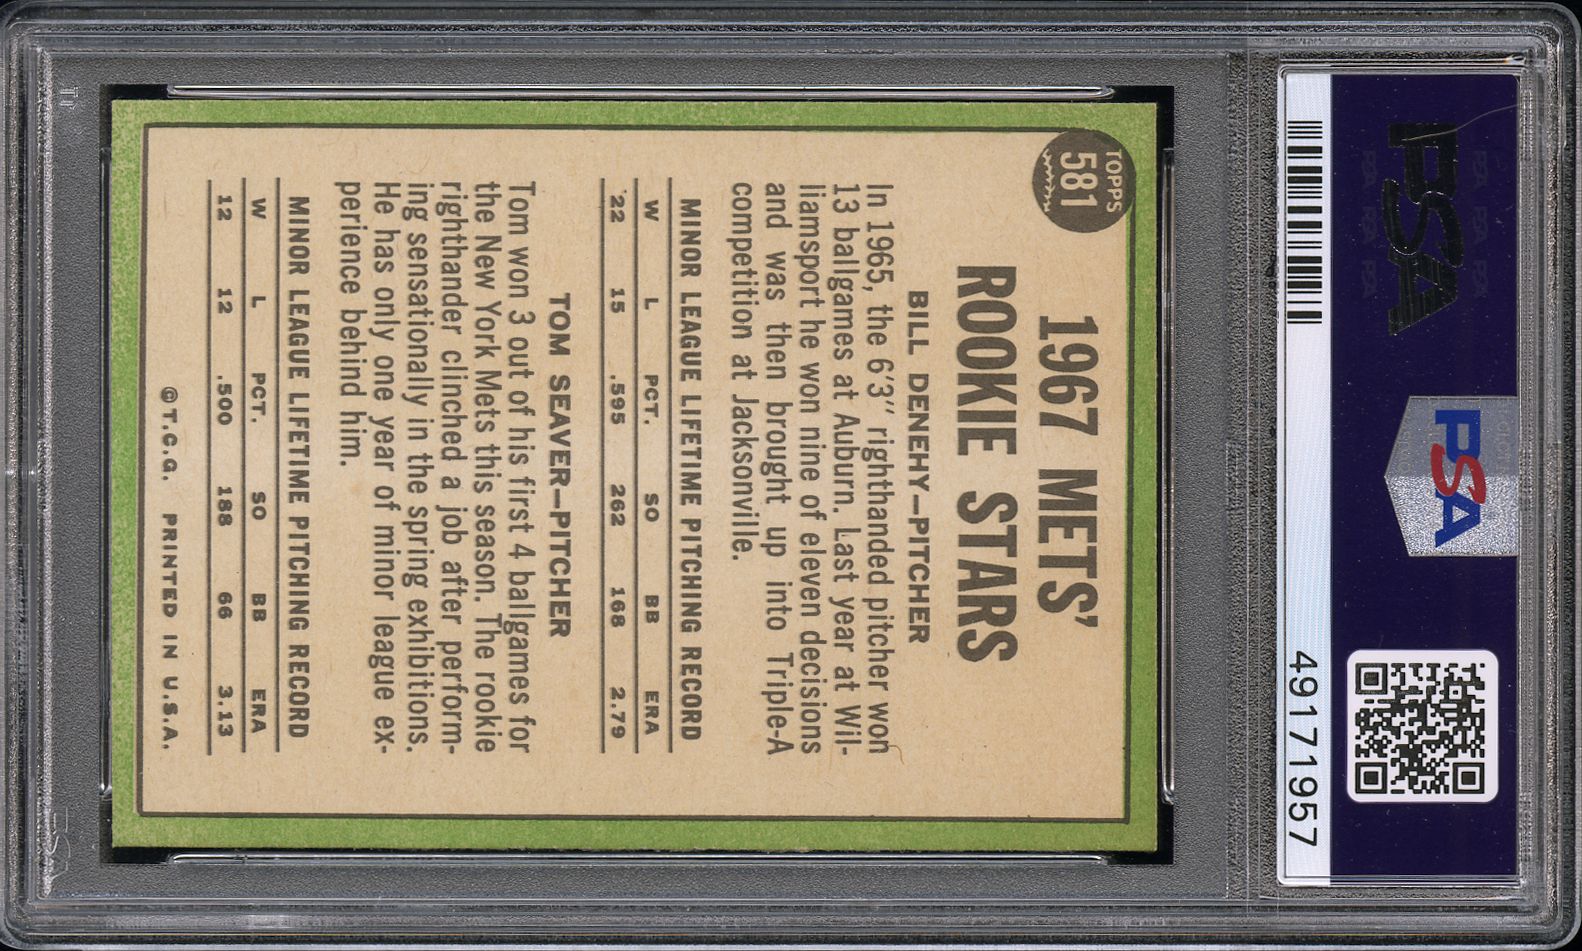 PSA
PSA
49171957
TOPPS
581
1967 METS'
ROOKIE STARS
BILL DENEHY—PITCHER
In 1965, the 6'3" righthanded pitcher won
13 ballgames at Auburn. Last year at Wil-
liamsport he won nine of eleven decisions
and was then brought up into Triple-A
competition at Jacksonville.
MINOR LEAGUE LIFETIME PITCHING RECORD
W L PCT. SO BB ERA
22 15 .595 262 168 2.79
TOM SEAVER—PITCHER
Tom won 3 out of his first 4 ballgames for
the New York Mets this season. The rookie
righthander clinched a job after perform-
ing sensationally in the spring exhibitions.
He has only one year of minor league ex-
perience behind him.
MINOR LEAGUE LIFETIME PITCHING RECORD
W L PCT. SO BB ERA
12 12 .500 188 66 3.13
©T.C.G. PRINTED IN U.S.A.